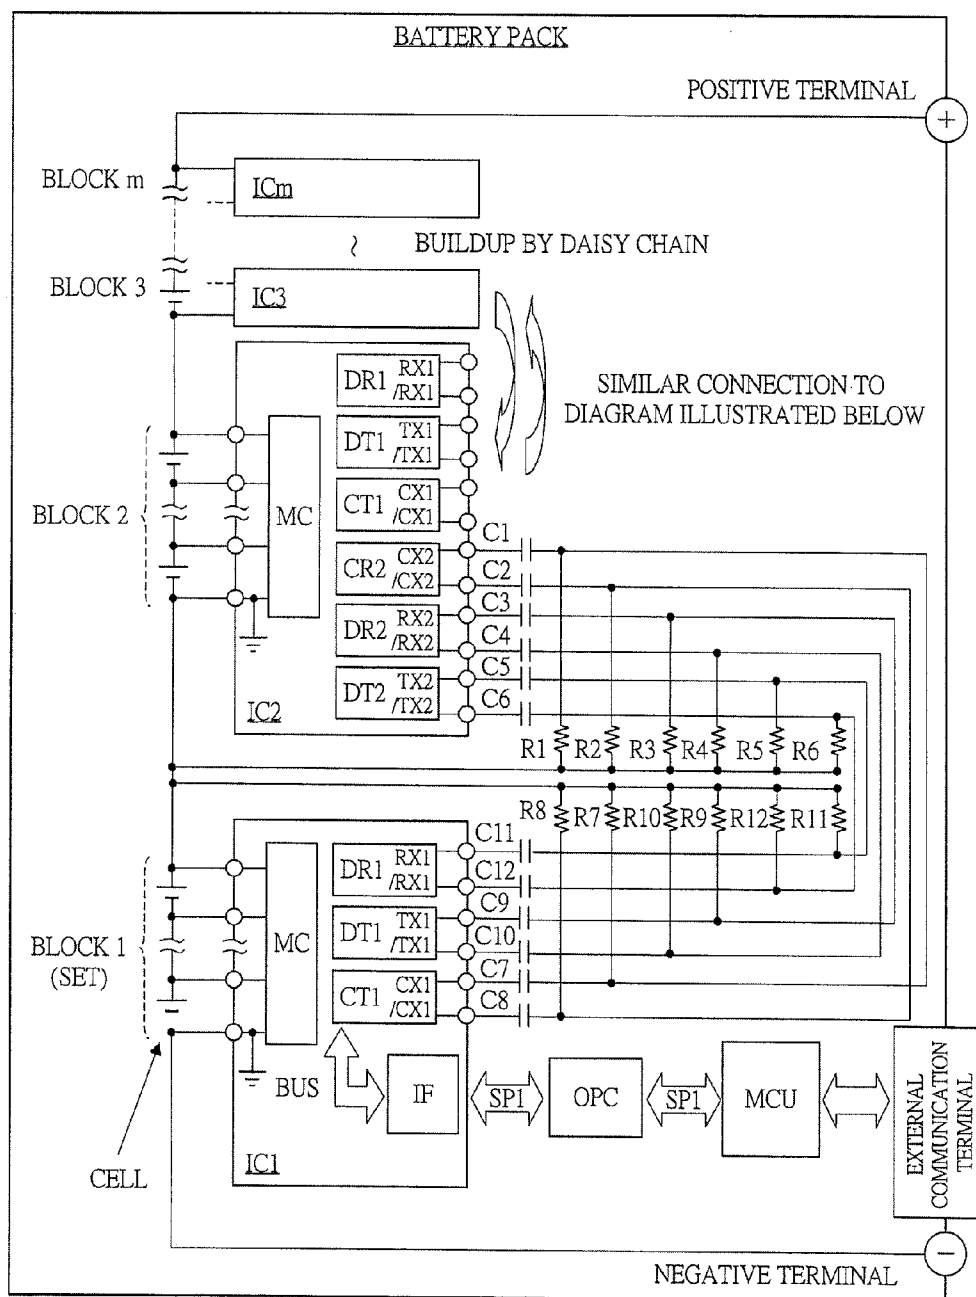 BATTERY PACK
POSITIVE TERMINAL
+
BLOCK m
ICm
BUILDUP BY DAISY CHAIN
BLOCK 3
IC3
SIMILAR CONNECTION TO
DIAGRAM ILLUSTRATED BELOW
DR1 RX1
/RX1
DT1 TX1
/TX1
CT1 CX1
/CX1
CR2 CX2
/CX2
DR2 RX2
/RX2
DT2 TX2
/TX2
MC
BLOCK 2
IC2
C1
C2
C3
C4
C5
C6
R1 R2 R3 R4 R5 R6
R8 R7 R10 R9 R12 R11
C11
C12
C9
C10
C7
C8
DR1 RX1
/RX1
DT1 TX1
/TX1
CT1 CX1
/CX1
MC
BLOCK 1
(SET)
BUS
IF
SP1
OPC
SP1
MCU
EXTERNAL
COMMUNICATION
TERMINAL
IC1
CELL
−
NEGATIVE TERMINAL